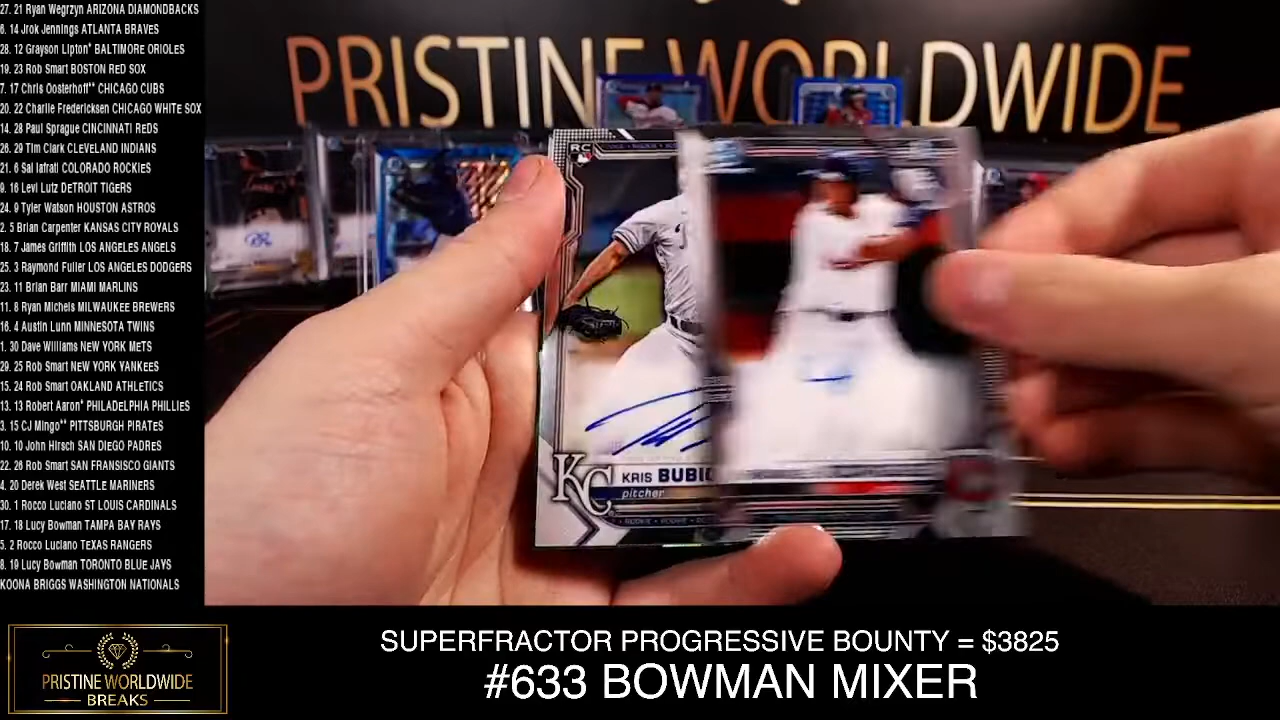 27. 21 Ryan Wegrzyn ARIZONA DIAMONDBACKS
6. 14 Jrok Jennings ATLANTA BRAVES
28. 12 Grayson Lipton* BALTIMORE ORIOLES
19. 23 Rob Smart BOSTON RED SOX
7. 17 Chris Oosterhoff** CHICAGO CUBS
20. 22 Charlie Fredericksen CHICAGO WHITE SOX
14. 28 Paul Sprague CINCINNATI REDS
26. 29 Tim Clark CLEVELAND INDIANS
21. 6 Sal Iafrati COLORADO ROCKIES
9. 16 Levi Lutz DETROIT TIGERS
24. 9 Tyler Watson HOUSTON ASTROS
2. 5 Brian Carpenter KANSAS CITY ROYALS
18. 7 James Griffith LOS ANGELES ANGELS
25. 3 Raymond Fuller LOS ANGELES DODGERS
23. 11 Brian Barr MIAMI MARLINS
11. 8 Ryan Michels MILWAUKEE BREWERS
16. 4 Austin Lunn MINNESOTA TWINS
1. 30 Dave Williams NEW YORK METS
29. 25 Rob Smart NEW YORK YANKEES
15. 24 Rob Smart OAKLAND ATHLETICS
13. 13 Robert Aaron* PHILADELPHIA PHILLIES
3. 15 CJ Mingo** PITTSBURGH PIRATES
10. 10 John Hirsch SAN DIEGO PADRES
22. 26 Rob Smart SAN FRANSISCO GIANTS
4. 20 Derek West SEATTLE MARINERS
30. 1 Rocco Luciano ST LOUIS CARDINALS
17. 18 Lucy Bowman TAMPA BAY RAYS
5. 2 Rocco Luciano TEXAS RANGERS
8. 19 Lucy Bowman TORONTO BLUE JAYS
KOONA BRIGGS WASHINGTON NATIONALS
PRISTINE WORLDWIDE
RC
KC
KRIS BUBIC
pitcher
PRISTINE WORLDWIDE
BREAKS
SUPERFRACTOR PROGRESSIVE BOUNTY = $3825
#633 BOWMAN MIXER